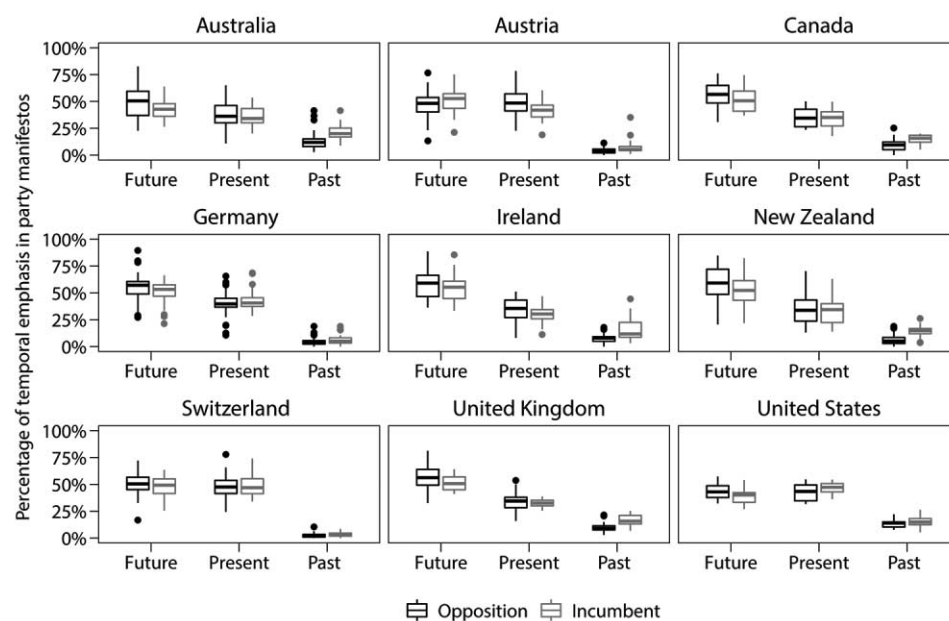 Percentage of temporal emphasis in party manifestos
Australia Austria Canada
100%
75%
50%
25%
0%
Future Present Past Future Present Past Future Present Past
Germany Ireland New Zealand
100%
75%
50%
25%
0%
Future Present Past Future Present Past Future Present Past
Switzerland United Kingdom United States
100%
75%
50%
25%
0%
Future Present Past Future Present Past Future Present Past
Opposition Incumbent